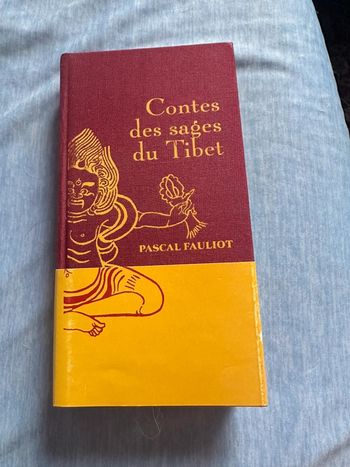 Contes
des sages
du Tibet
PASCAL FAULIOT